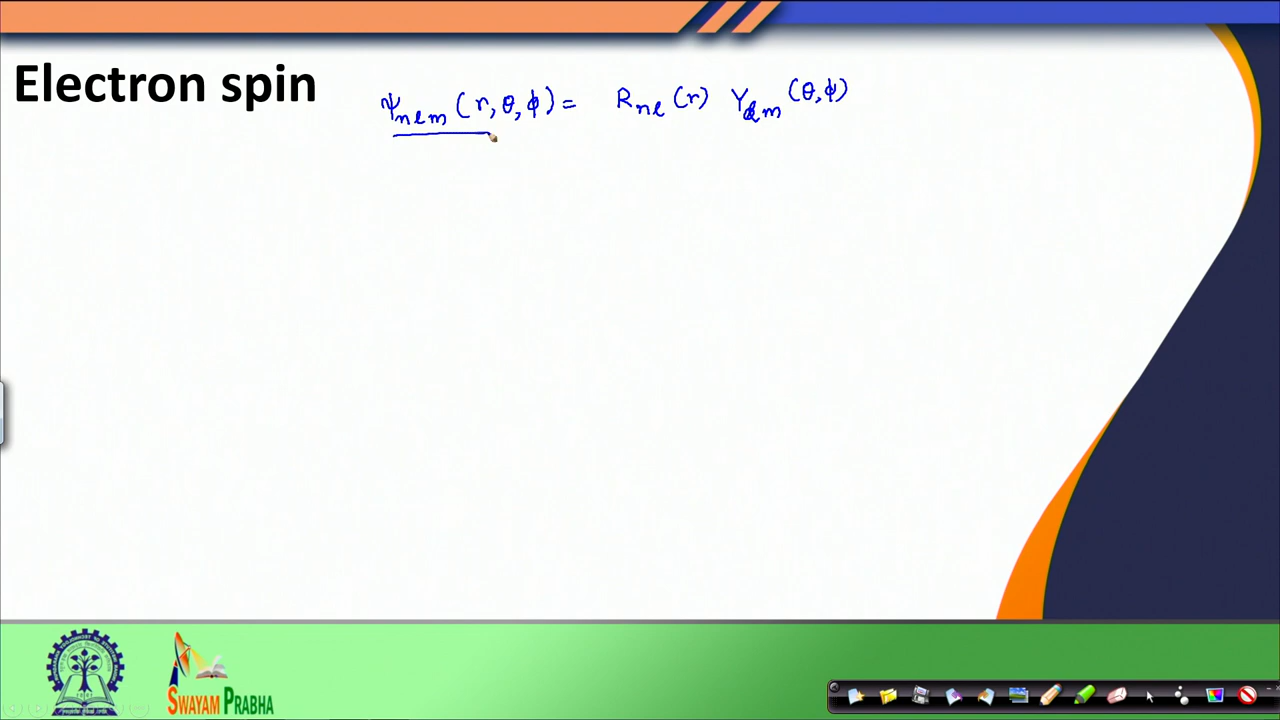 Electron spin
ψnlm (r, θ, φ) = Rnl (r) Ylm (θ, φ)
SWAYAM PRABHA